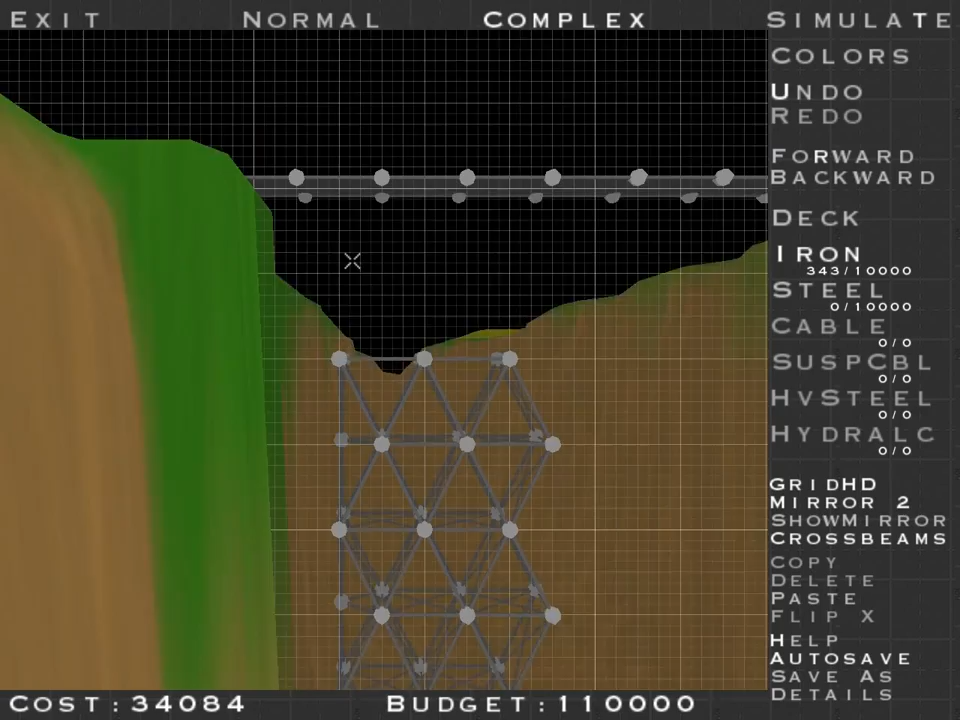 EXIT NORMAL COMPLEX SIMULATE
COLORS
UNDO
REDO
FORWARD
BACKWARD
DECK
IRON
343/10000
STEEL
0/10000
CABLE
0/0
SUSPCBL
0/0
HVSTEEL
0/0
HYDRALC
0/0
GRIDHD
MIRROR 2
SHOWMIRROR
CROSSBEAMS
COPY
DELETE
PASTE
FLIP X
HELP
AUTOSAVE
SAVE AS
DETAILS
COST:34084 BUDGET:110000